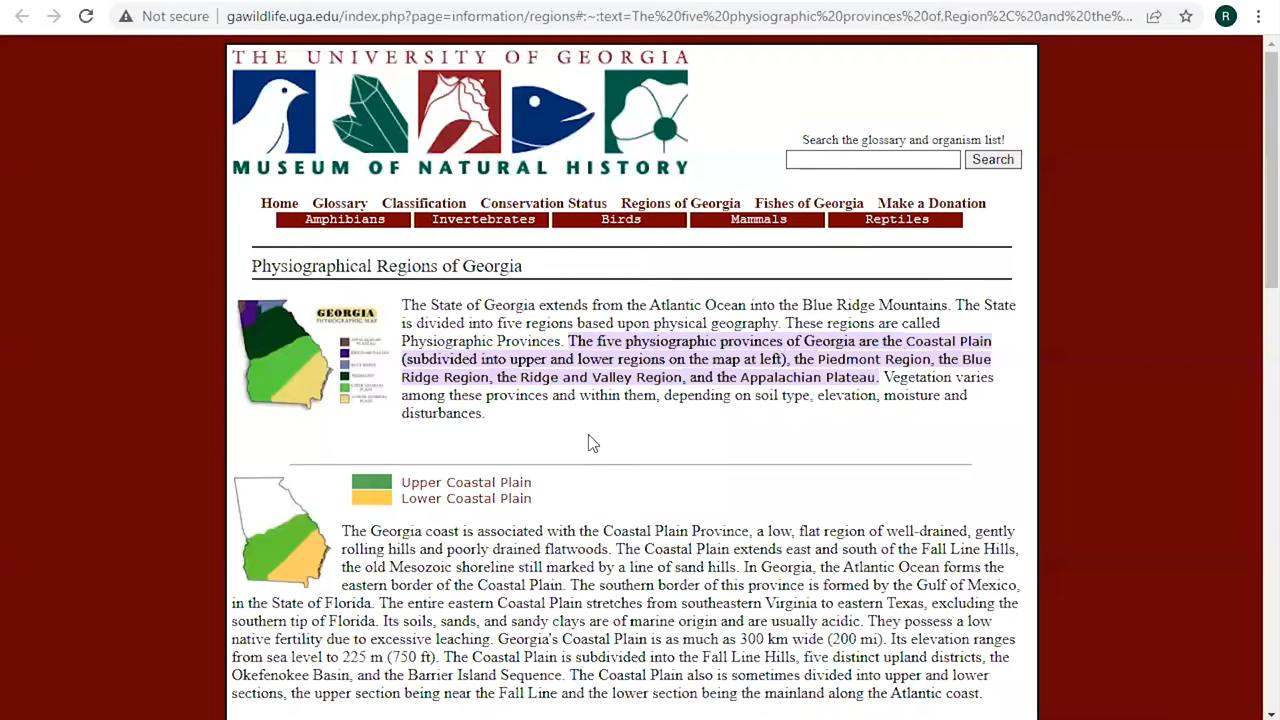 Not secure
gawildlife.uga.edu/index.php?page=information/regions#:~:text=The%20five%20physiographic%20provinces%20of,Region%2C%20and%20the%...
R
THE UNIVERSITY OF GEORGIA
MUSEUM OF NATURAL HISTORY
Search the glossary and organism list!
Search
Home Glossary Classification Conservation Status Regions of Georgia Fishes of Georgia Make a Donation
Amphibians Invertebrates Birds Mammals Reptiles
Physiographical Regions of Georgia
GEORGIA
PHYSIOGRAPHIC MAP
The State of Georgia extends from the Atlantic Ocean into the Blue Ridge Mountains. The State
is divided into five regions based upon physical geography. These regions are called
Physiographic Provinces. The five physiographic provinces of Georgia are the Coastal Plain
(subdivided into upper and lower regions on the map at left), the Piedmont Region, the Blue
Ridge Region, the Ridge and Valley Region, and the Appalachian Plateau. Vegetation varies
among these provinces and within them, depending on soil type, elevation, moisture and
disturbances.
Upper Coastal Plain
Lower Coastal Plain
The Georgia coast is associated with the Coastal Plain Province, a low, flat region of well-drained, gently
rolling hills and poorly drained flatwoods. The Coastal Plain extends east and south of the Fall Line Hills,
the old Mesozoic shoreline still marked by a line of sand hills. In Georgia, the Atlantic Ocean forms the
eastern border of the Coastal Plain. The southern border of this province is formed by the Gulf of Mexico,
in the State of Florida. The entire eastern Coastal Plain stretches from southeastern Virginia to eastern Texas, excluding the
southern tip of Florida. Its soils, sands, and sandy clays are of marine origin and are usually acidic. They possess a low
native fertility due to excessive leaching. Georgia's Coastal Plain is as much as 300 km wide (200 mi). Its elevation ranges
from sea level to 225 m (750 ft). The Coastal Plain is subdivided into the Fall Line Hills, five distinct upland districts, the
Okefenokee Basin, and the Barrier Island Sequence. The Coastal Plain also is sometimes divided into upper and lower
sections, the upper section being near the Fall Line and the lower section being the mainland along the Atlantic coast.